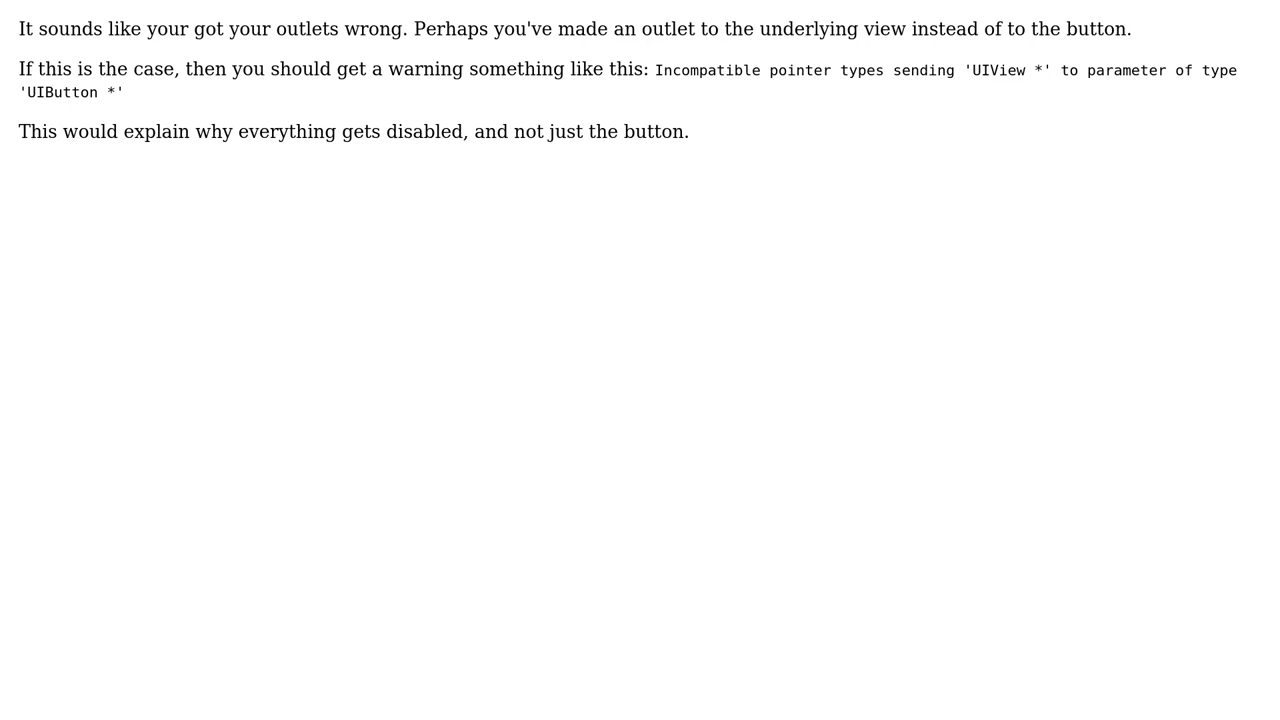 It sounds like your got your outlets wrong. Perhaps you've made an outlet to the underlying view instead of to the button.
If this is the case, then you should get a warning something like this: Incompatible pointer types sending 'UIView *' to parameter of type
'UIButton *'
This would explain why everything gets disabled, and not just the button.